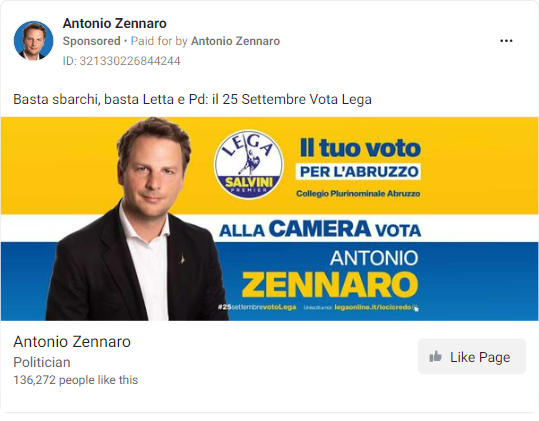 Antonio Zennaro
Sponsored • Paid for by Antonio Zennaro
ID: 321330226844244
Basta sbarchi, basta Letta e Pd: il 25 Settembre Vota Lega
LEGA
SALVINI
PREMIER
Il tuo voto
PER L'ABRUZZO
Collegio Plurinominale Abruzzo
ALLA CAMERA VOTA
ANTONIO
ZENNARO
#25settembrevotoLega Unisciti a noi: legaonline.it/iocicredo
Antonio Zennaro
Politician
136,272 people like this
Like Page